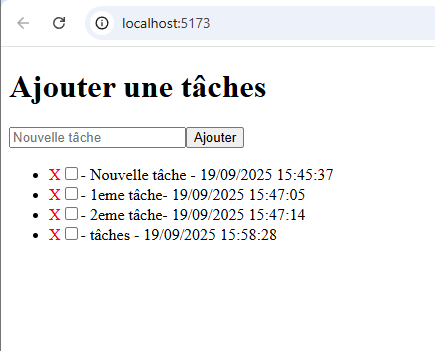 localhost:5173
Ajouter une tâches
Nouvelle tâche Ajouter
X - Nouvelle tâche - 19/09/2025 15:45:37
X - 1eme tâche- 19/09/2025 15:47:05
X - 2eme tâche- 19/09/2025 15:47:14
X - tâches - 19/09/2025 15:58:28